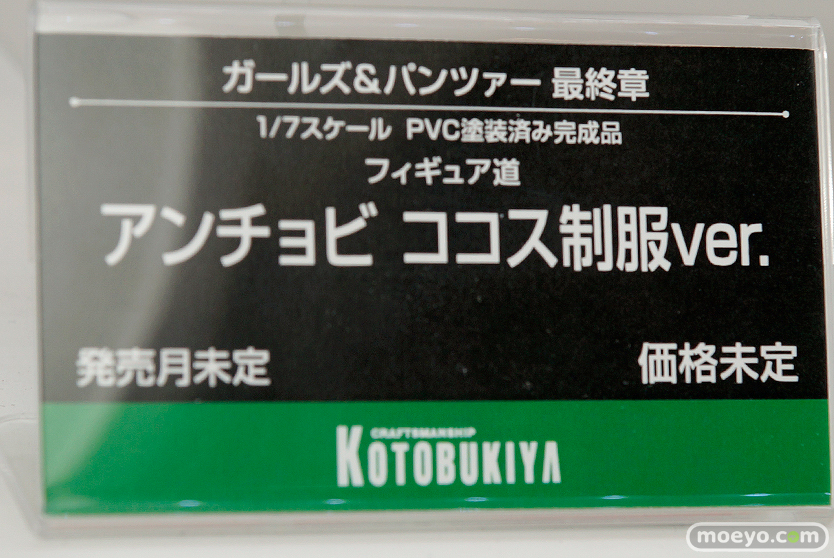 ガールズ&パンツァー 最終章
1/7スケール PVC塗装済み完成品
フィギュア道
アンチョビ ココス制服ver.
発売月未定 価格未定
CRAFTSMANSHIP
KOTOBUKIYA
moeyo.com